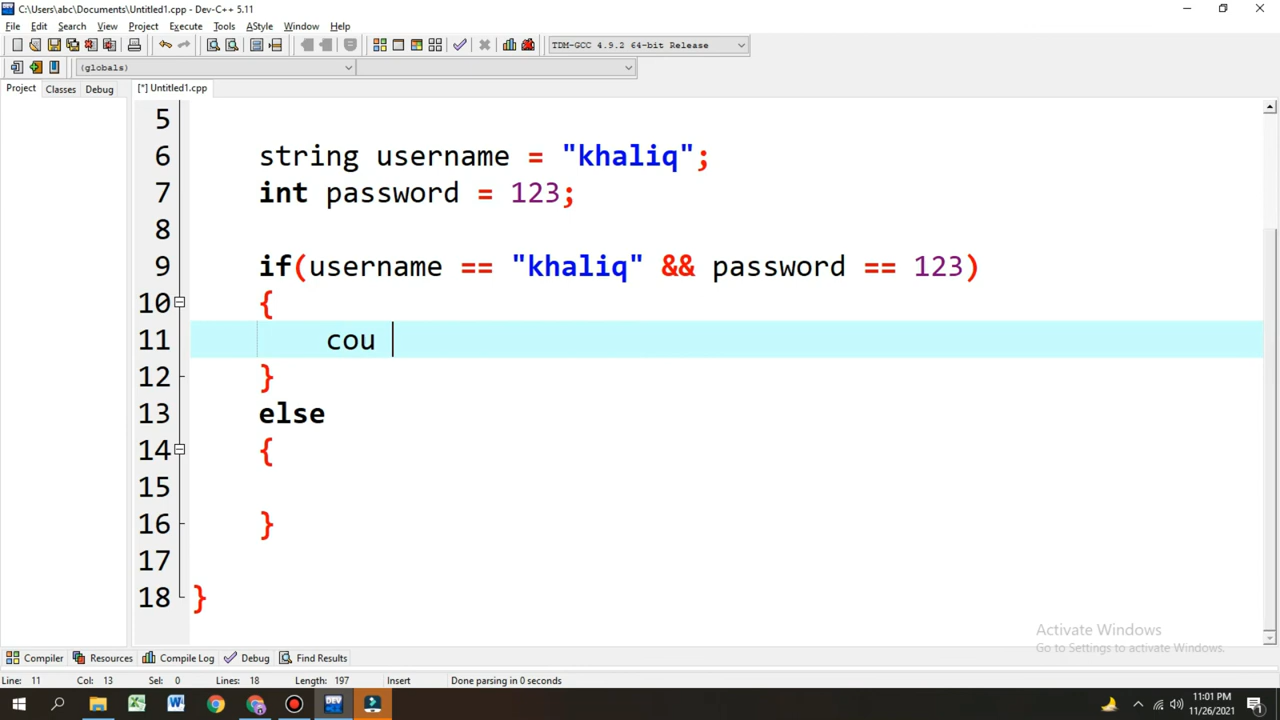 C:\Users\abc\Documents\Untitled1.cpp - Dev-C++ 5.11
File Edit Search View Project Execute Tools AStyle Window Help
TDM-GCC 4.9.2 64-bit Release
(globals)
Project Classes Debug [*] Untitled1.cpp
5
6 string username = "khaliq";
7 int password = 123;
8
9 if(username == "khaliq" && password == 123)
10 {
11 cou
12 }
13 else
14 {
15
16 }
17
18 }
Activate Windows
Go to Settings to activate Windows.
Compiler Resources Compile Log Debug Find Results
Line: 11 Col: 13 Sel: 0 Lines: 18 Length: 197 Insert Done parsing in 0 seconds
DEV
11:01 PM
11/26/2021
1